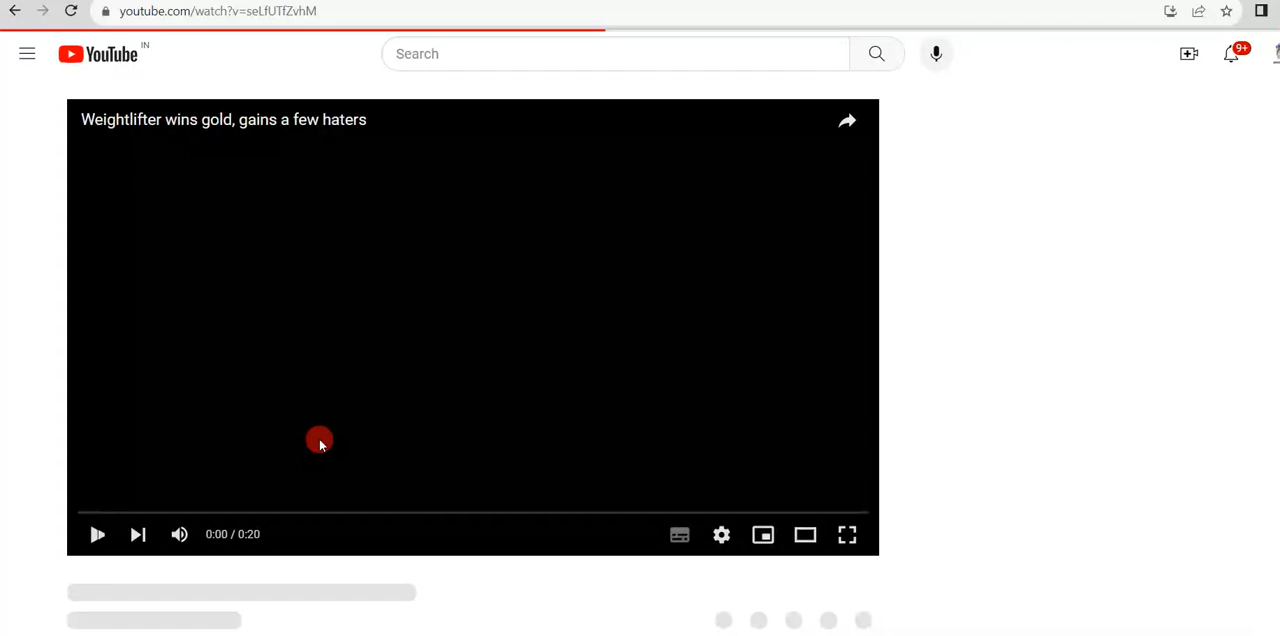 youtube.com/watch?v=seLfUTfZvhM
YouTube IN
Search
9+
Weightlifter wins gold, gains a few haters
0:00 / 0:20